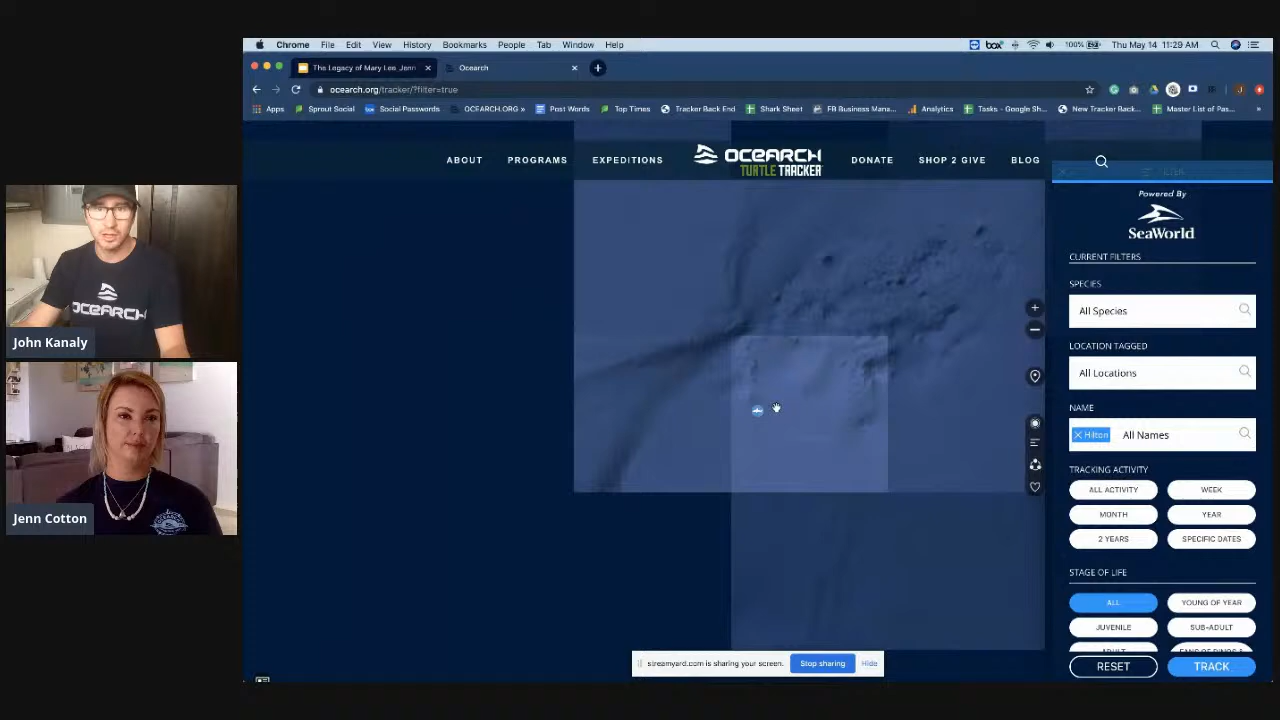 Chrome File Edit View History Bookmarks People Tab Window Help
box 100% Thu May 14 11:29 AM
The Legacy of Mary Lee, Jenn
Ocearch
ocearch.org/tracker/?filter=true
Apps Sprout Social Social Passwords OCEARCH.ORG » Post Words Top Times Tracker Back End Shark Sheet FB Business Mana... Analytics Tasks - Google Sh... New Tracker Back... Master List of Pas... »
ABOUT PROGRAMS EXPEDITIONS OCEARCH DONATE SHOP 2 GIVE BLOG
TURTLE TRACKER
Powered By
SeaWorld
CURRENT FILTERS
SPECIES
All Species
LOCATION TAGGED
All Locations
NAME
Hilton All Names
TRACKING ACTIVITY
ALL ACTIVITY WEEK
MONTH YEAR
2 YEARS SPECIFIC DATES
STAGE OF LIFE
ALL YOUNG OF YEAR
JUVENILE SUB-ADULT
RESET TRACK
OCEARCH
John Kanaly
Jenn Cotton
streamyard.com is sharing your screen. Stop sharing Hide